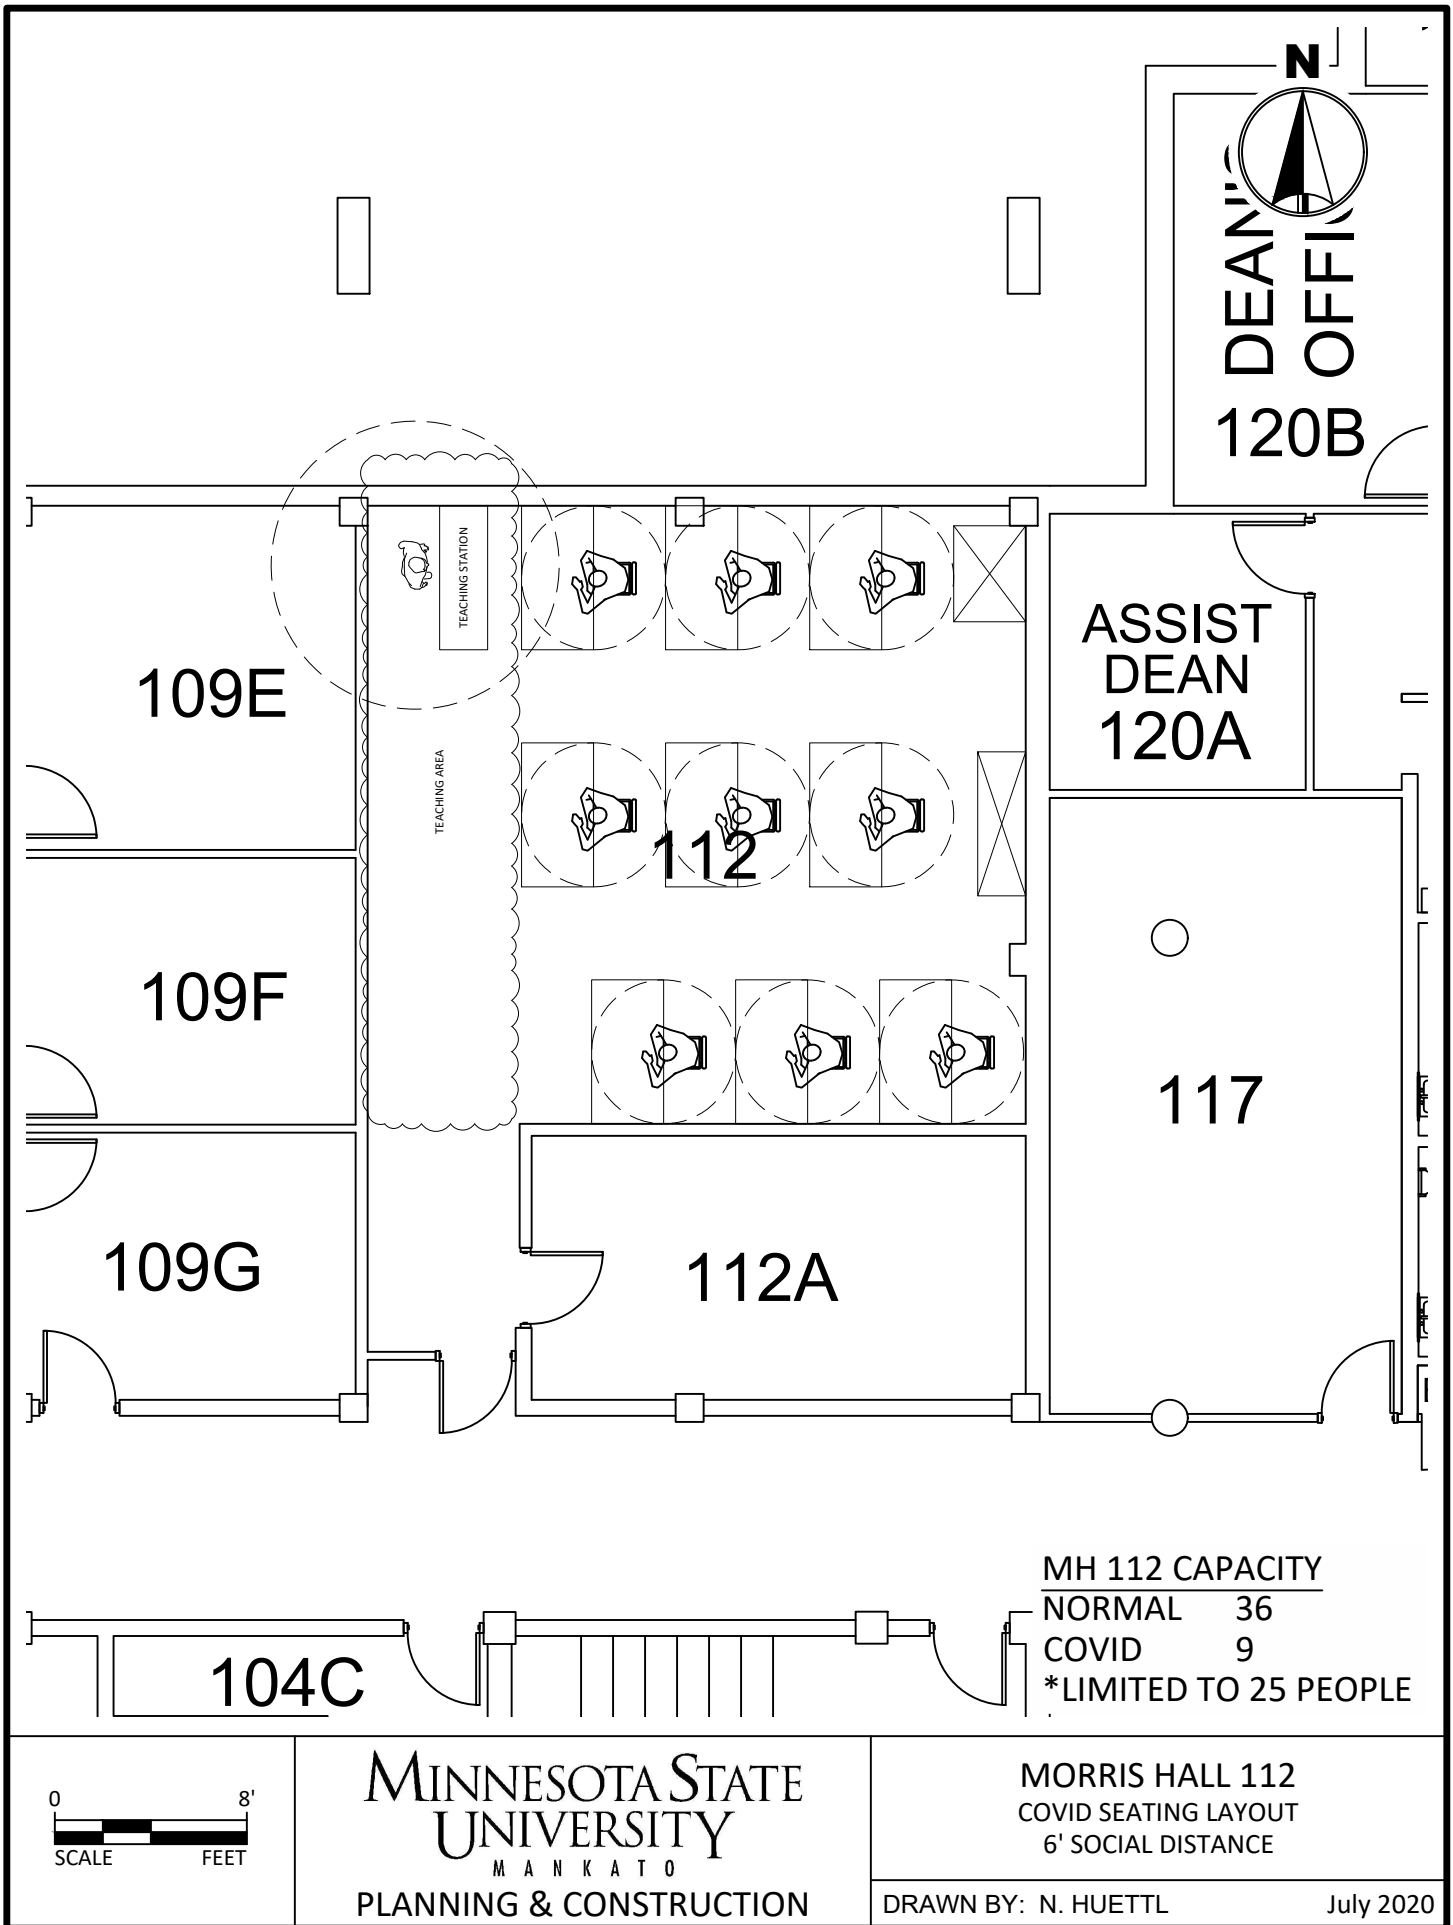 N
DEAN'S
120B
TEACHING STATION
ASSIST
DEAN
120A
109E
TEACHING AREA
112
109F
117
109G
112A
MH 112 CAPACITY
NORMAL 36
COVID 9
*LIMITED TO 25 PEOPLE
104C
0 8'
SCALE FEET
MINNESOTA STATE
UNIVERSITY
MANKATO
PLANNING & CONSTRUCTION
MORRIS HALL 112
COVID SEATING LAYOUT
6' SOCIAL DISTANCE
DRAWN BY: N. HUETTL July 2020